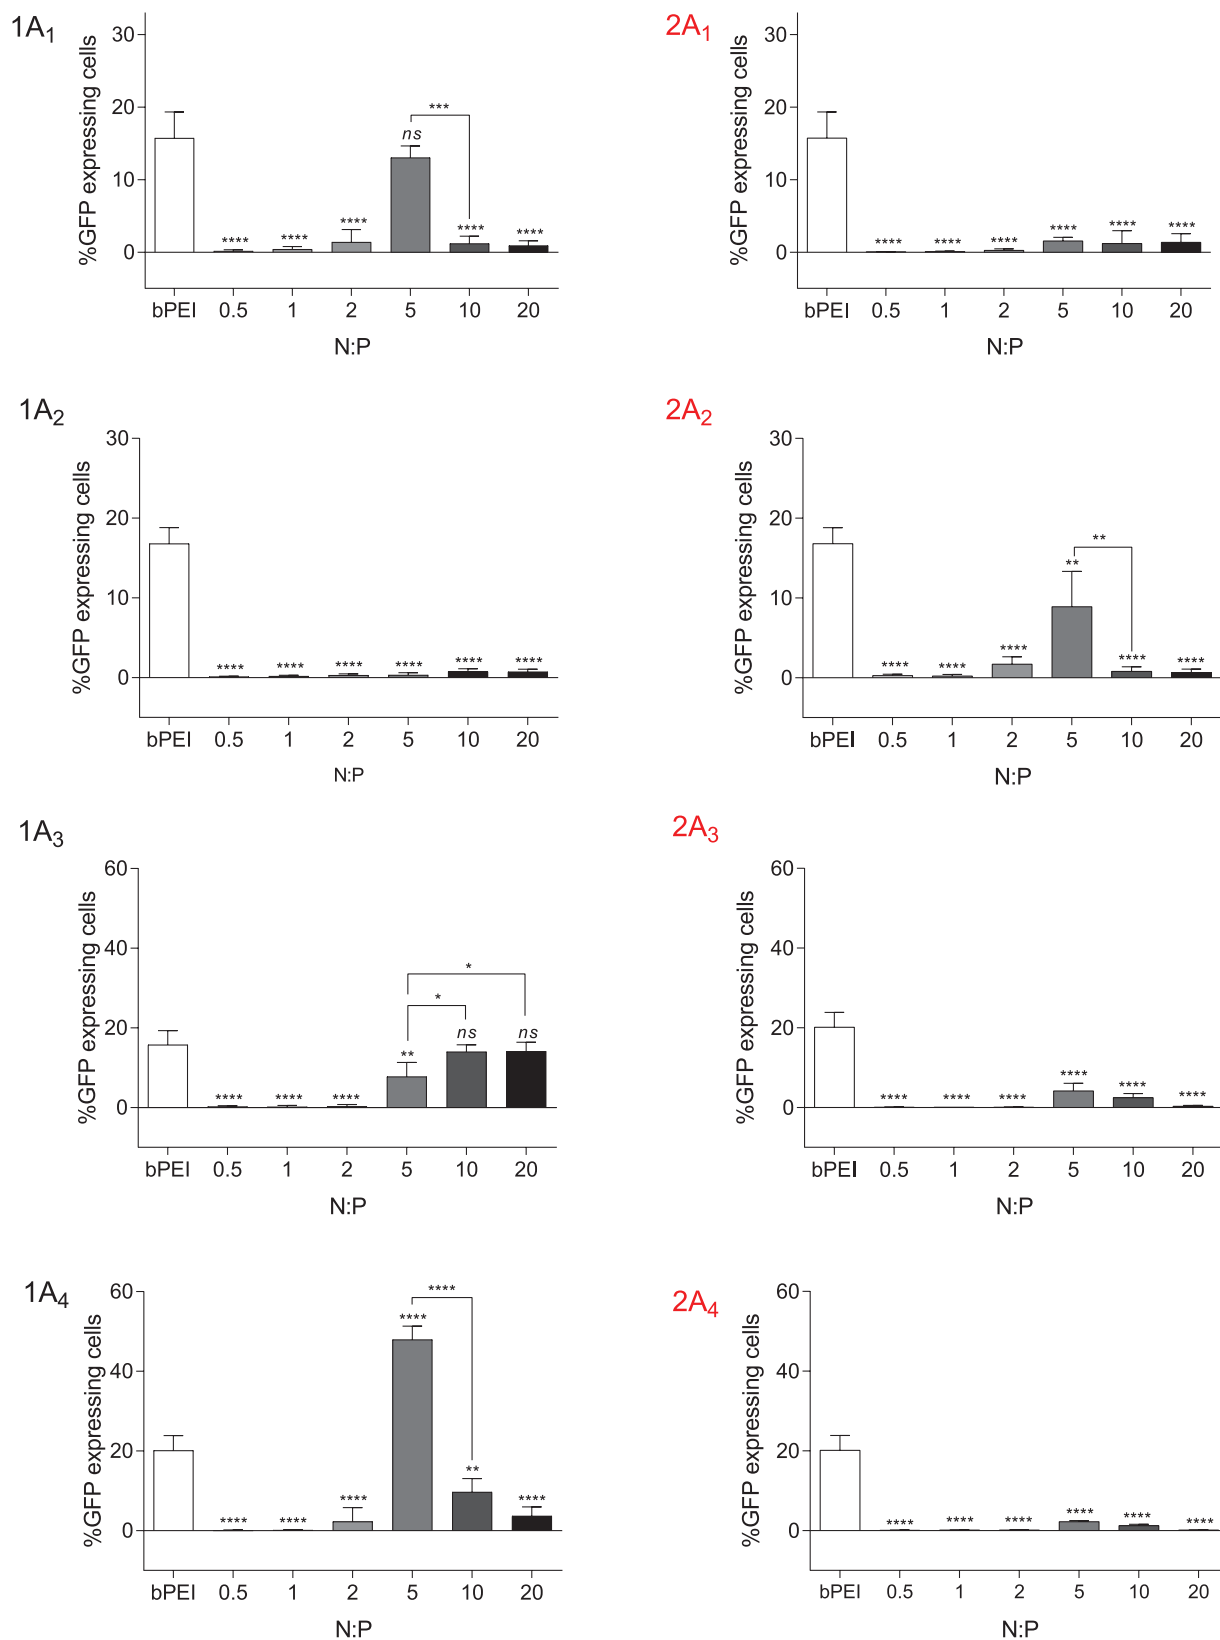 1A1
%GFP expressing cells
30
20
10
0
**** **** **** ns **** ****
***
bPEI 0.5 1 2 5 10 20
N:P
2A1
%GFP expressing cells
30
20
10
0
**** **** **** **** **** ****
bPEI 0.5 1 2 5 10 20
N:P
1A2
%GFP expressing cells
30
20
10
0
**** **** **** **** **** ****
bPEI 0.5 1 2 5 10 20
N:P
2A2
%GFP expressing cells
30
20
10
0
**** **** **** ** **** ****
**
bPEI 0.5 1 2 5 10 20
N:P
1A3
%GFP expressing cells
60
40
20
0
*
*
**** **** **** ** ns ns
bPEI 0.5 1 2 5 10 20
N:P
2A3
%GFP expressing cells
60
40
20
0
**** **** **** **** **** ****
bPEI 0.5 1 2 5 10 20
N:P
1A4
%GFP expressing cells
60
40
20
0
****
**** **** **** **** ** ****
bPEI 0.5 1 2 5 10 20
N:P
2A4
%GFP expressing cells
60
40
20
0
**** **** **** **** **** ****
bPEI 0.5 1 2 5 10 20
N:P